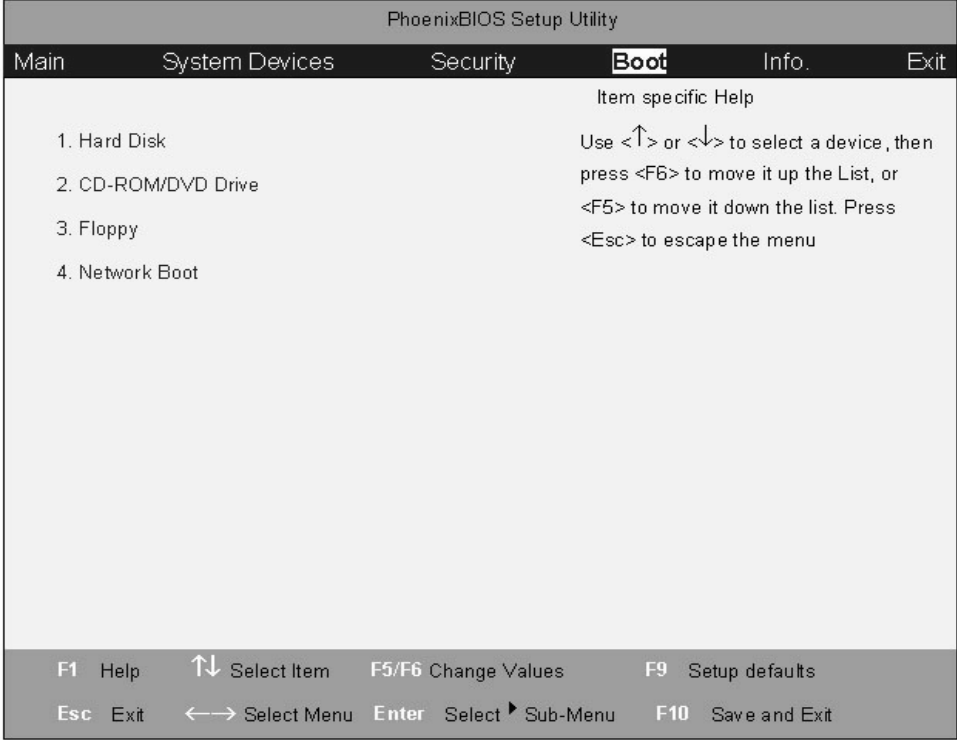 PhoenixBIOS Setup Utility
Main System Devices Security Boot Info. Exit
Item specific Help
1. Hard Disk
2. CD-ROM/DVD Drive
3. Floppy
4. Network Boot
Use <↑> or <↓> to select a device, then
press <F6> to move it up the List, or
<F5> to move it down the list. Press
<Esc> to escape the menu
F1 Help ↑↓ Select Item F5/F6 Change Values F9 Setup defaults
Esc Exit ←→ Select Menu Enter Select ▶ Sub-Menu F10 Save and Exit